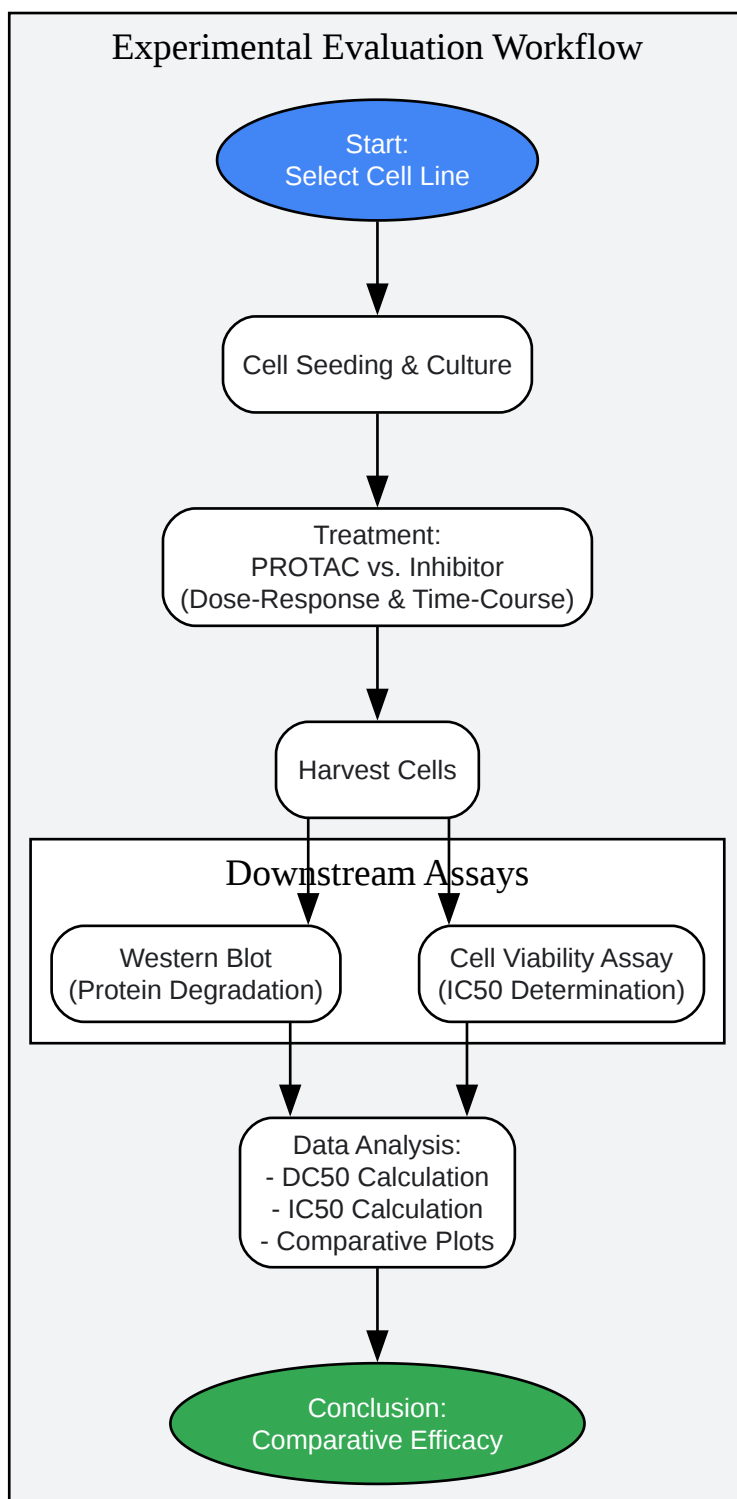 Experimental Evaluation Workflow
Start:
Select Cell Line
Cell Seeding & Culture
Treatment:
PROTAC vs. Inhibitor
(Dose-Response & Time-Course)
Harvest Cells
Downstream Assays
Western Blot
(Protein Degradation)
Cell Viability Assay
(IC50 Determination)
Data Analysis:
- DC50 Calculation
- IC50 Calculation
- Comparative Plots
Conclusion:
Comparative Efficacy